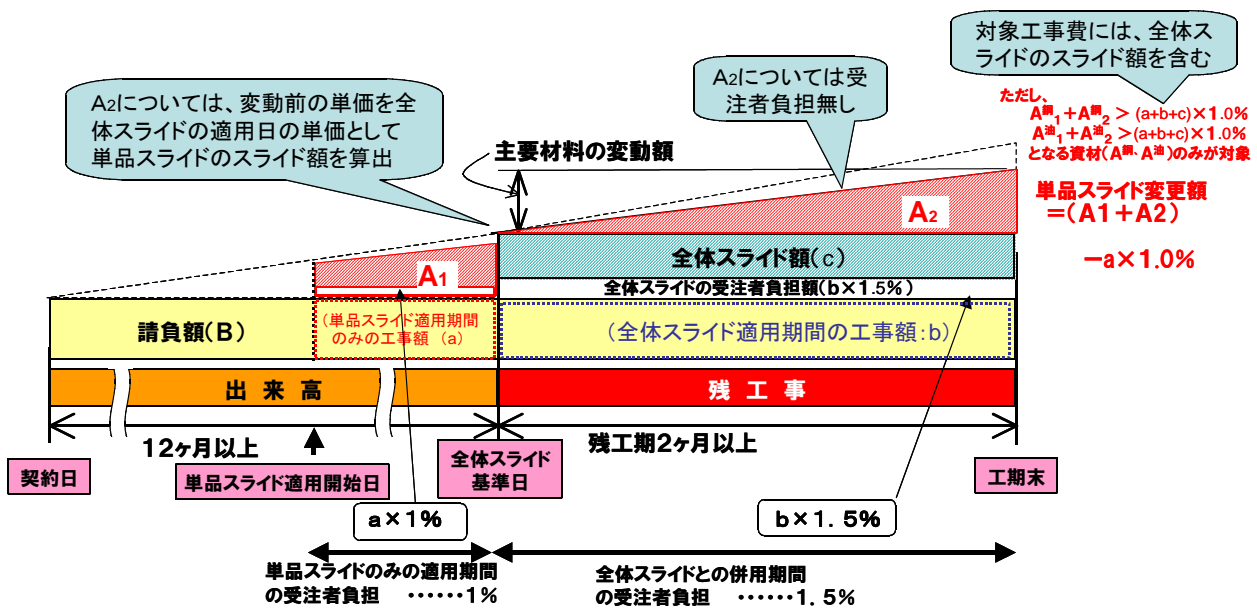 対象工事費には、全体ス
ライドのスライド額を含む
A2については受
注者負担無し
A2については、変動前の単価を全
体スライドの適用日の単価として
単品スライドのスライド額を算出
ただし、
A鋼1+A鋼2 > (a+b+c)×1.0%
A油1+A油2 >(a+b+c)×1.0%
となる資材(A鋼、A油)のみが対象
主要材料の変動額
単品スライド変更額
=(A1+A2)
-a×1.0%
A2
A1
全体スライド額(c)
全体スライドの受注者負担額(b×1.5%)
請負額(B)
(単品スライド適用期間
のみの工事額 (a)
(全体スライド適用期間の工事額:b)
出 来 高
残 工 事
12ヶ月以上
残工期2ヶ月以上
契約日
単品スライド適用開始日
全体スライド
基準日
工期末
a×1%
b×1.5%
単品スライドのみの適用期間
の受注者負担 ……1%
全体スライドとの併用期間
の受注者負担 ……1.5%